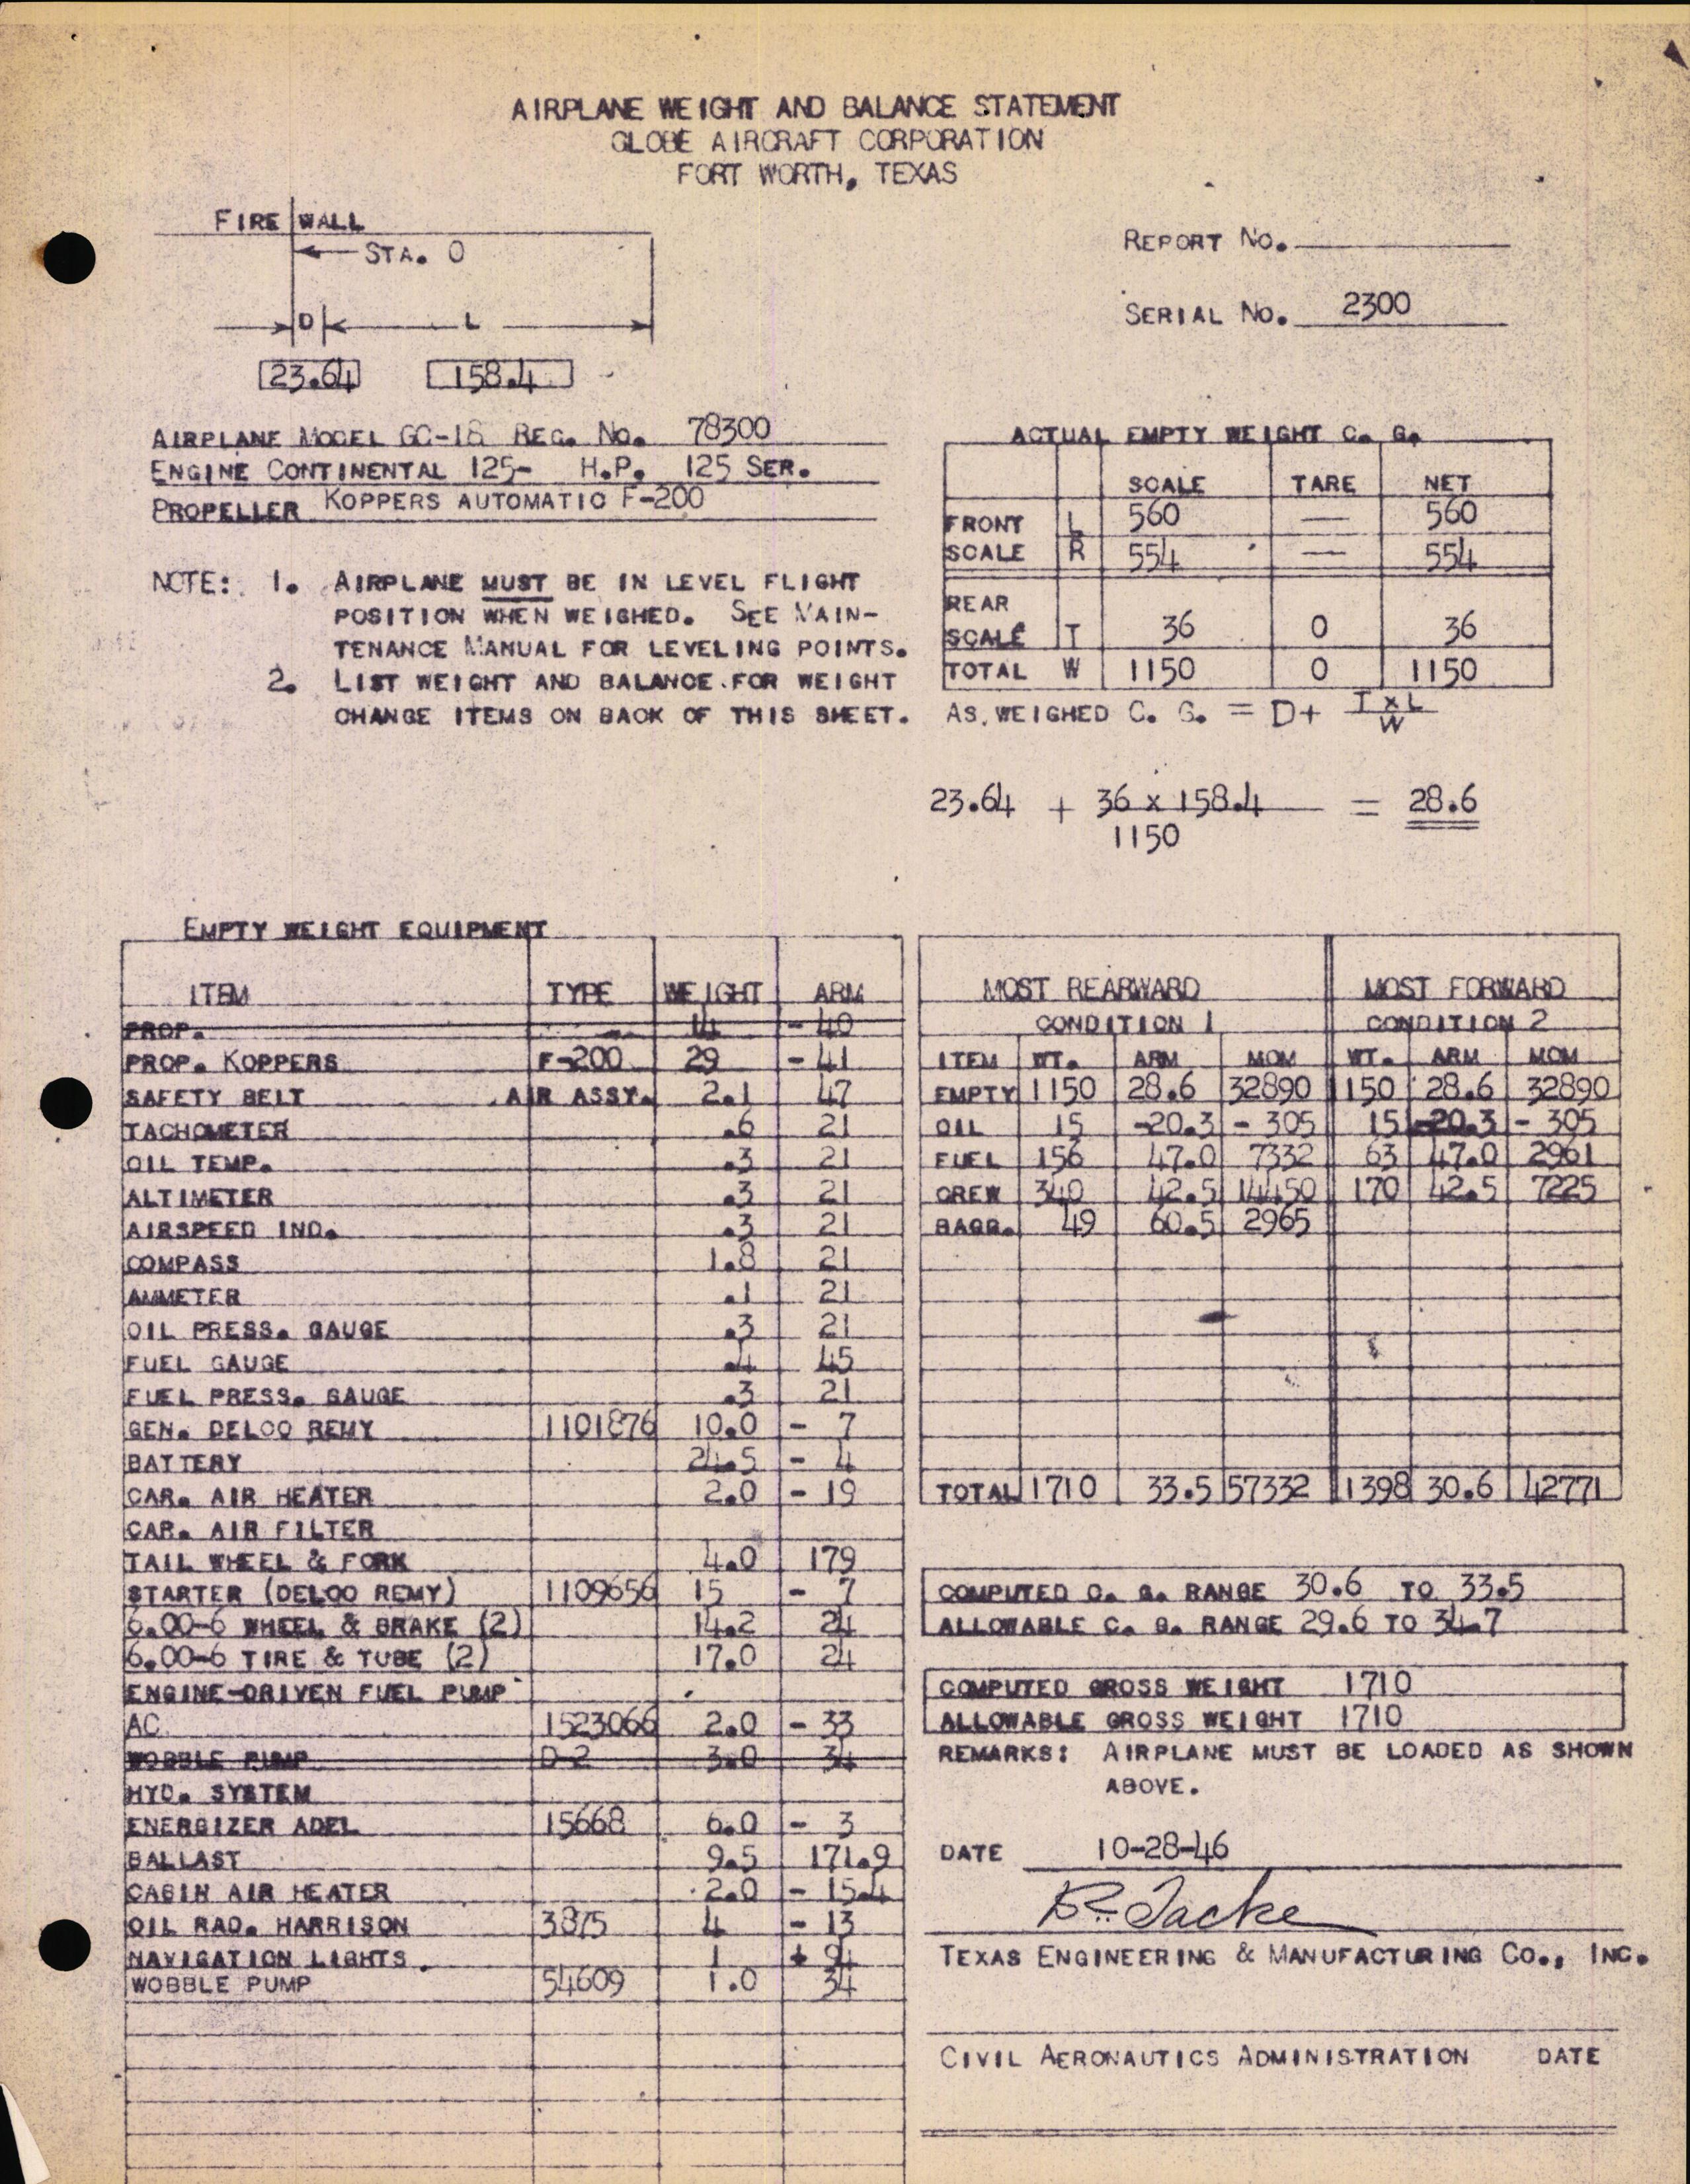 AIRPLANE WEIGHT AND BALANCE STATEMENT
GLOBE AIRCRAFT CORPORATION
FORT WORTH, TEXAS
FIRE WALL
STA. 0
D L
23.64 158.4
REPORT NO.
SERIAL NO. 2300
AIRPLANE MODEL GC-1B REG. NO. 78300
ENGINE CONTINENTAL 125- H.P. 125 SER.
PROPELLER KOPPERS AUTOMATIC F-200
NOTE: 1. AIRPLANE MUST BE IN LEVEL FLIGHT
POSITION WHEN WEIGHED. SEE MAIN-
TENANCE MANUAL FOR LEVELING POINTS.
2. LIST WEIGHT AND BALANCE FOR WEIGHT
CHANGE ITEMS ON BACK OF THIS SHEET.
ACTUAL EMPTY WEIGHT C. G.
SCALE TARE NET
FRONT L 560 — 560
SCALE R 554 — 554
REAR
SCALE T 36 0 36
TOTAL W 1150 0 1150
AS WEIGHED C. G. = D+ T x L
W
23.64 + 36 x 158.4 = 28.6
1150
EMPTY WEIGHT EQUIPMENT
ITEM TYPE WEIGHT ARM
PROP. 14 - 40
PROP. KOPPERS F-200 29 - 41
SAFETY BELT AIR ASSY. 2.1 47
TACHOMETER .6 21
OIL TEMP. .3 21
ALTIMETER .3 21
AIRSPEED IND. .3 21
COMPASS 1.8 21
AMMETER .1 21
OIL PRESS. GAUGE .3 21
FUEL GAUGE .4 45
FUEL PRESS. GAUGE .3 21
GEN. DELCO REMY 1101876 10.0 - 7
BATTERY 24.5 - 4
CAR. AIR HEATER 2.0 - 19
CAR. AIR FILTER
TAIL WHEEL & FORK 4.0 179
STARTER (DELCO REMY) 1109656 15 - 7
6.00-6 WHEEL & BRAKE (2) 14.2 24
6.00-6 TIRE & TUBE (2) 17.0 24
ENGINE-DRIVEN FUEL PUMP
AC 1523066 2.0 - 33
WOBBLE PUMP D-2 3.0 34
HYD. SYSTEM
ENERGIZER ADEL 15668 6.0 - 3
BALLAST 9.5 171.9
CABIN AIR HEATER 2.0 - 15.4
OIL RAD. HARRISON 3875 4 - 13
NAVIGATION LIGHTS. 1 + 94
WOBBLE PUMP 54609 1.0 34
MOST REARWARD MOST FORWARD
CONDITION 1 CONDITION 2
ITEM WT. ARM MOM WT. ARM MOM
EMPTY 1150 28.6 32890 1150 28.6 32890
OIL 15 -20.3 - 305 15 -20.3 - 305
FUEL 156 47.0 7332 63 47.0 2961
CREW 340 42.5 14450 170 42.5 7225
BAGG. 49 60.5 2965
TOTAL 1710 33.5 57332 1398 30.6 42771
COMPUTED C. G. RANGE 30.6 TO 33.5
ALLOWABLE C. G. RANGE 29.6 TO 34.7
COMPUTED GROSS WEIGHT 1710
ALLOWABLE GROSS WEIGHT 1710
REMARKS: AIRPLANE MUST BE LOADED AS SHOWN
ABOVE.
DATE 10-28-46
TEXAS ENGINEERING & MANUFACTURING CO., INC.
CIVIL AERONAUTICS ADMINISTRATION DATE